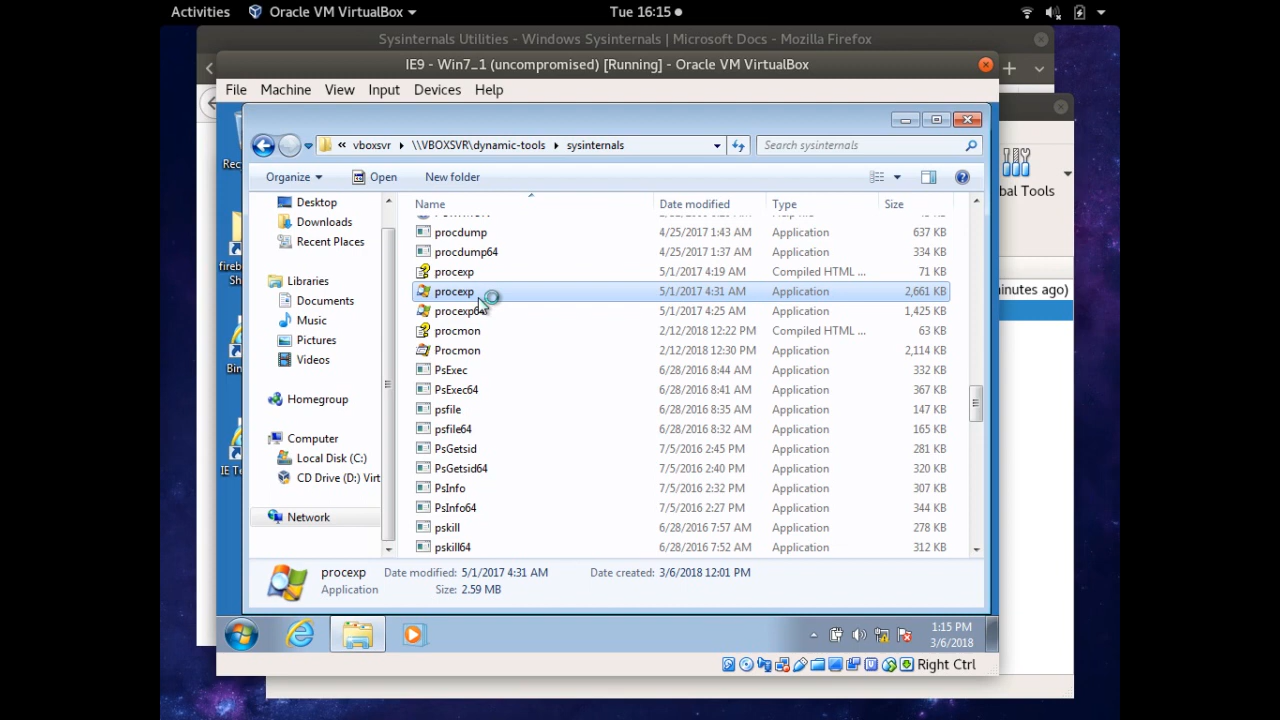 Activities Oracle VM VirtualBox Tue 16:15
Sysinternals Utilities - Windows Sysinternals | Microsoft Docs - Mozilla Firefox
IE9 - Win7_1 (uncompromised) [Running] - Oracle VM VirtualBox
File Machine View Input Devices Help
« vboxsvr \\VBOXSVR\dynamic-tools sysinternals Search sysinternals
Organize Open New folder
bal Tools
Desktop
Downloads
Recent Places
Libraries
Documents
Music
Pictures
Videos
Homegroup
Computer
Local Disk (C:)
CD Drive (D:) Virt
Network
Name Date modified Type Size
procdump 4/25/2017 1:43 AM Application 637 KB
procdump64 4/25/2017 1:37 AM Application 334 KB
procexp 5/1/2017 4:19 AM Compiled HTML ... 71 KB
procexp 5/1/2017 4:31 AM Application 2,661 KB
procexp64 5/1/2017 4:25 AM Application 1,425 KB
procmon 2/12/2018 12:22 PM Compiled HTML ... 63 KB
Procmon 2/12/2018 12:30 PM Application 2,114 KB
PsExec 6/28/2016 8:44 AM Application 332 KB
PsExec64 6/28/2016 8:41 AM Application 367 KB
psfile 6/28/2016 8:35 AM Application 147 KB
psfile64 6/28/2016 8:32 AM Application 165 KB
PsGetsid 7/5/2016 2:45 PM Application 281 KB
PsGetsid64 7/5/2016 2:40 PM Application 320 KB
PsInfo 7/5/2016 2:32 PM Application 307 KB
PsInfo64 7/5/2016 2:27 PM Application 344 KB
pskill 6/28/2016 7:57 AM Application 278 KB
pskill64 6/28/2016 7:52 AM Application 312 KB
inutes ago)
procexp Date modified: 5/1/2017 4:31 AM Date created: 3/6/2018 12:01 PM
Application Size: 2.59 MB
1:15 PM
3/6/2018
Right Ctrl